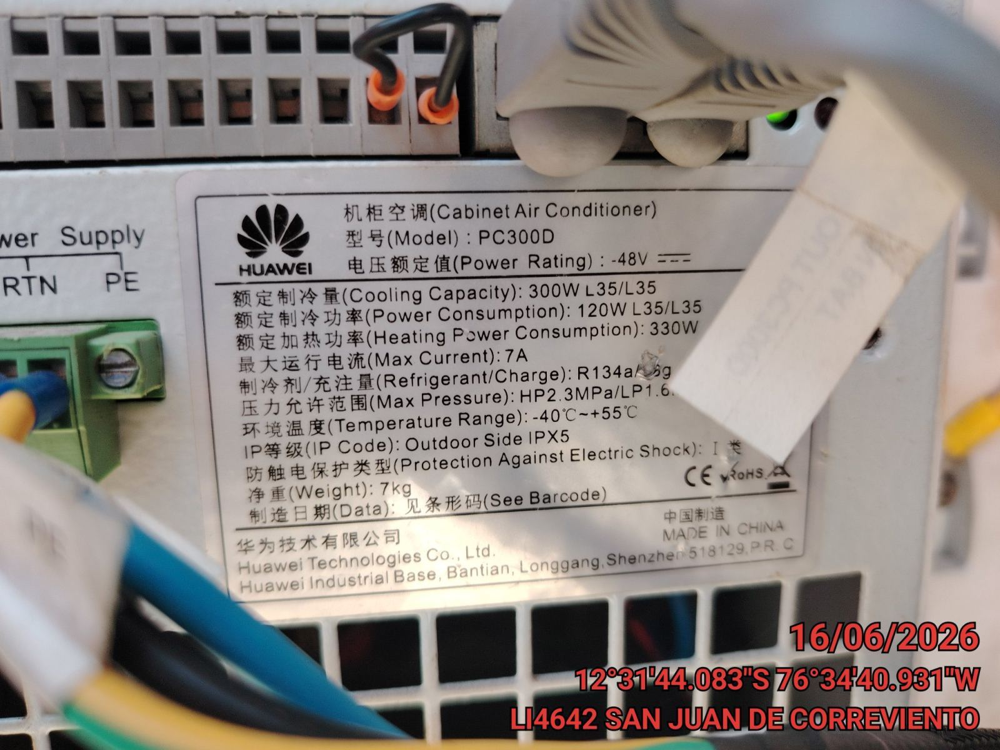 Supply
RTN PE
HUAWEI
机柜空调(Cabinet Air Conditioner)
型号(Model) : PC300D
电压额定值(Power Rating) : -48V
额定制冷量(Cooling Capacity): 300W L35/L35
额定制冷功率(Power Consumption): 120W L35/L35
额定加热功率(Heating Power Consumption): 330W
最大运行电流(Max Current): 7A
制冷剂/充注量(Refrigerant/Charge): R134a/
压力允许范围(Max Pressure): HP2.3MPa/LP1.6
环境温度(Temperature Range): -40℃~+55℃
IP等级(IP Code): Outdoor Side IPX5
防触电保护类型(Protection Against Electric Shock): I 类
净重(Weight): 7kg
CE RoHS
制造日期(Data): 见条形码(See Barcode)
华为技术有限公司
中国制造
Huawei Technologies Co., Ltd.
MADE IN CHINA
Huawei Industrial Base, Bantian, Longgang, Shenzhen 518129, P.R. C
16/06/2026
12°31'44.083"S 76°34'40.931"W
LI4642 SAN JUAN DE CORREVIENTO